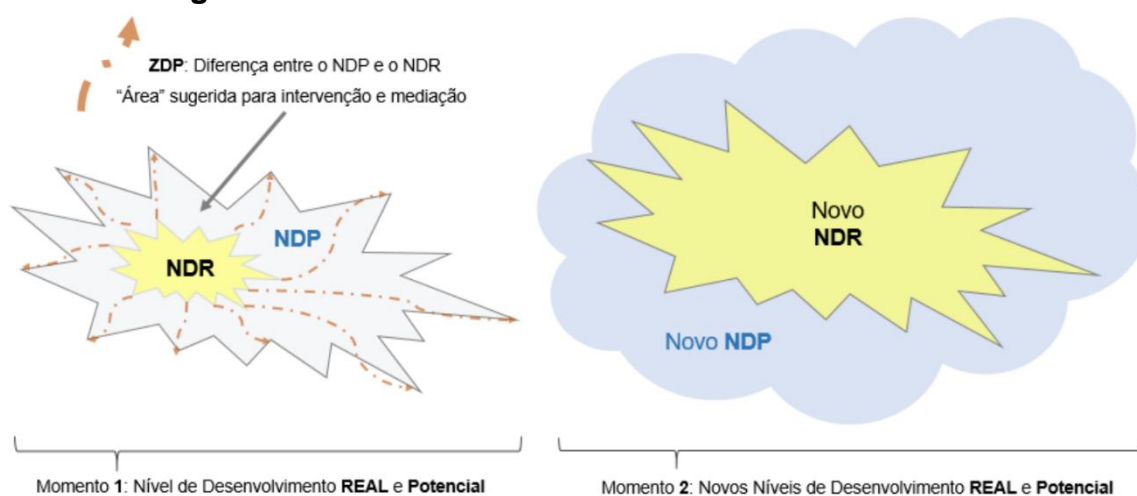 ZDP: Diferença entre o NDP e o NDR
“Área” sugerida para intervenção e mediação
NDP
NDR
Novo
NDR
Novo NDP
Momento 1: Nível de Desenvolvimento REAL e Potencial
Momento 2: Novos Níveis de Desenvolvimento REAL e Potencial